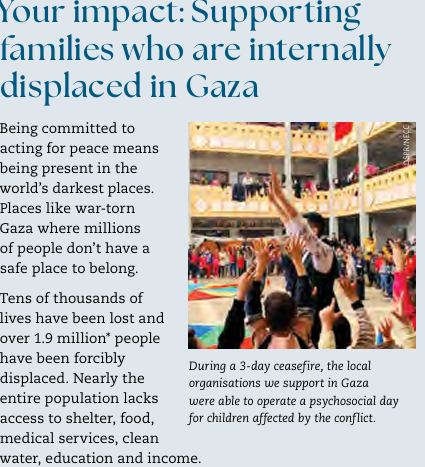 Your impact: Supporting
families who are internally
displaced in Gaza
Being committed to
acting for peace means
being present in the
world's darkest places.
Places like war-torn
Gaza where millions
of people don't have a
safe place to belong.
Tens of thousands of
lives have been lost and
over 1.9 million* people
have been forcibly
displaced. Nearly the
entire population lacks
access to shelter, food,
medical services, clean
water, education and income.
During a 3-day ceasefire, the local
organisations we support in Gaza
were able to operate a psychosocial day
for children affected by the conflict.